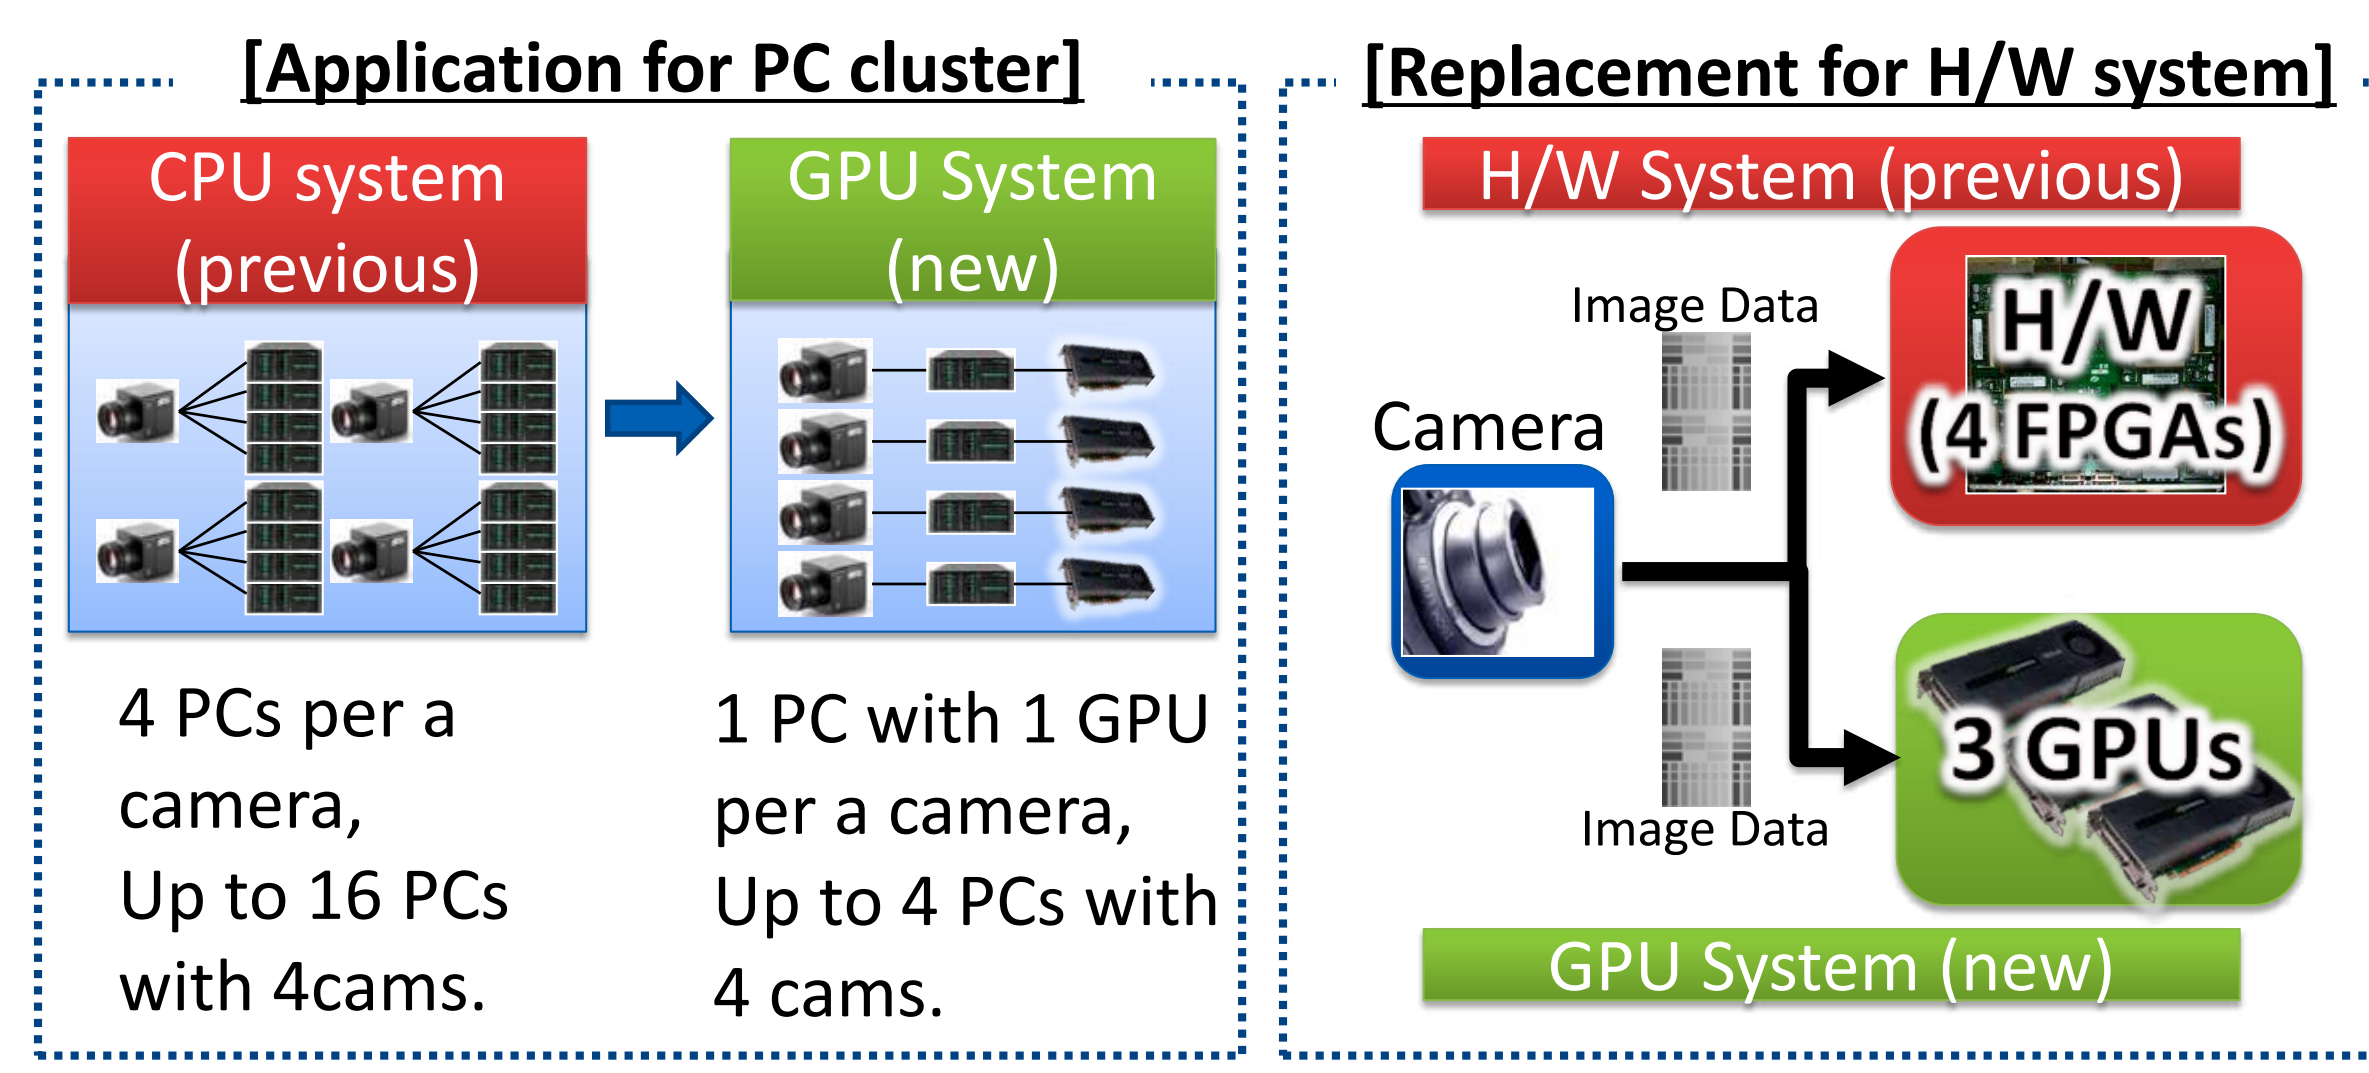 [Application for PC cluster]
CPU system
(previous)
GPU System
(new)
4 PCs per a
camera,
Up to 16 PCs
with 4cams.
1 PC with 1 GPU
per a camera,
Up to 4 PCs with
4 cams.
[Replacement for H/W system]
H/W System (previous)
Image Data
H/W
(4 FPGAs)
Camera
3 GPUs
Image Data
GPU System (new)